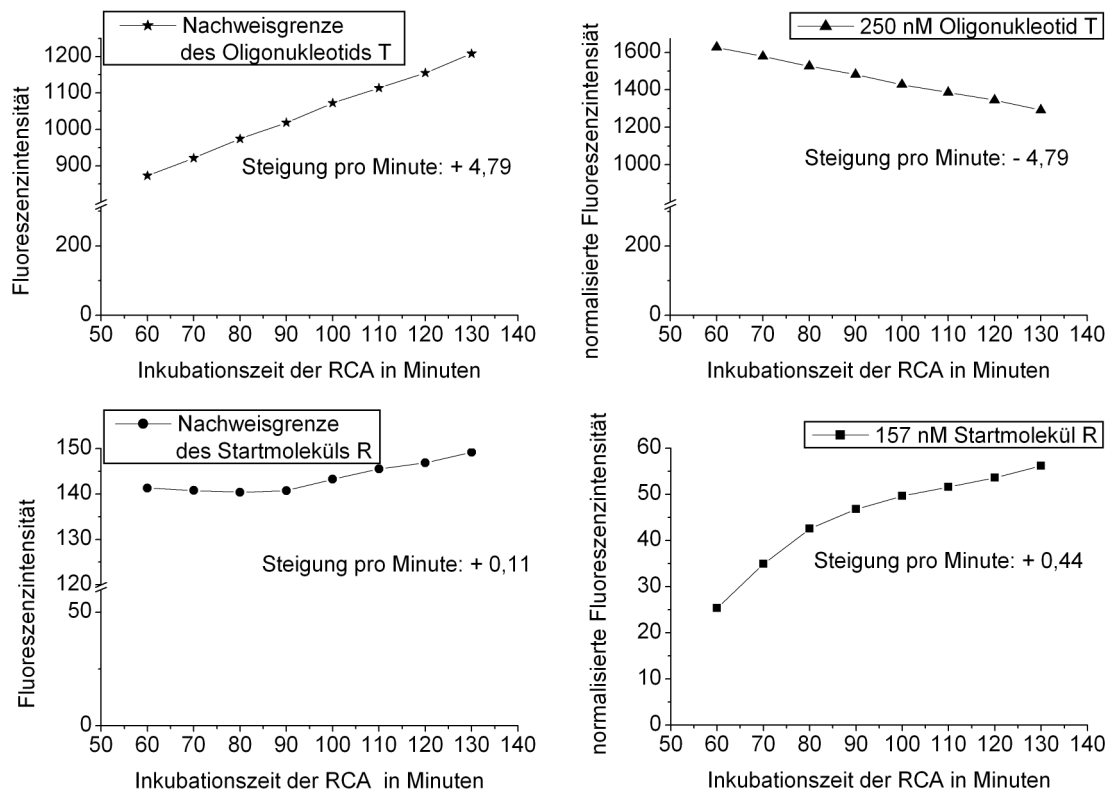 Nachweisgrenze
des Oligonukleotids T
Fluoreszenzintensität
1200
1100
1000
900
200
0
Steigung pro Minute: + 4,79
50 60 70 80 90 100 110 120 130 140
Inkubationszeit der RCA in Minuten
250 nM Oligonukleotid T
normalisierte Fluoreszenzintensiät
1600
1400
1200
1000
200
0
Steigung pro Minute: - 4,79
50 60 70 80 90 100 110 120 130 140
Inkubationszeit der RCA in Minuten
Nachweisgrenze
des Startmoleküls R
Fluoreszenzintensität
150
140
130
120
50
0
Steigung pro Minute: + 0,11
50 60 70 80 90 100 110 120 130 140
Inkubationszeit der RCA in Minuten
157 nM Startmolekül R
normalisierte Fluoreszenzintensität
60
50
40
30
20
10
0
Steigung pro Minute: + 0,44
50 60 70 80 90 100 110 120 130 140
Inkubationszeit der RCA in Minuten